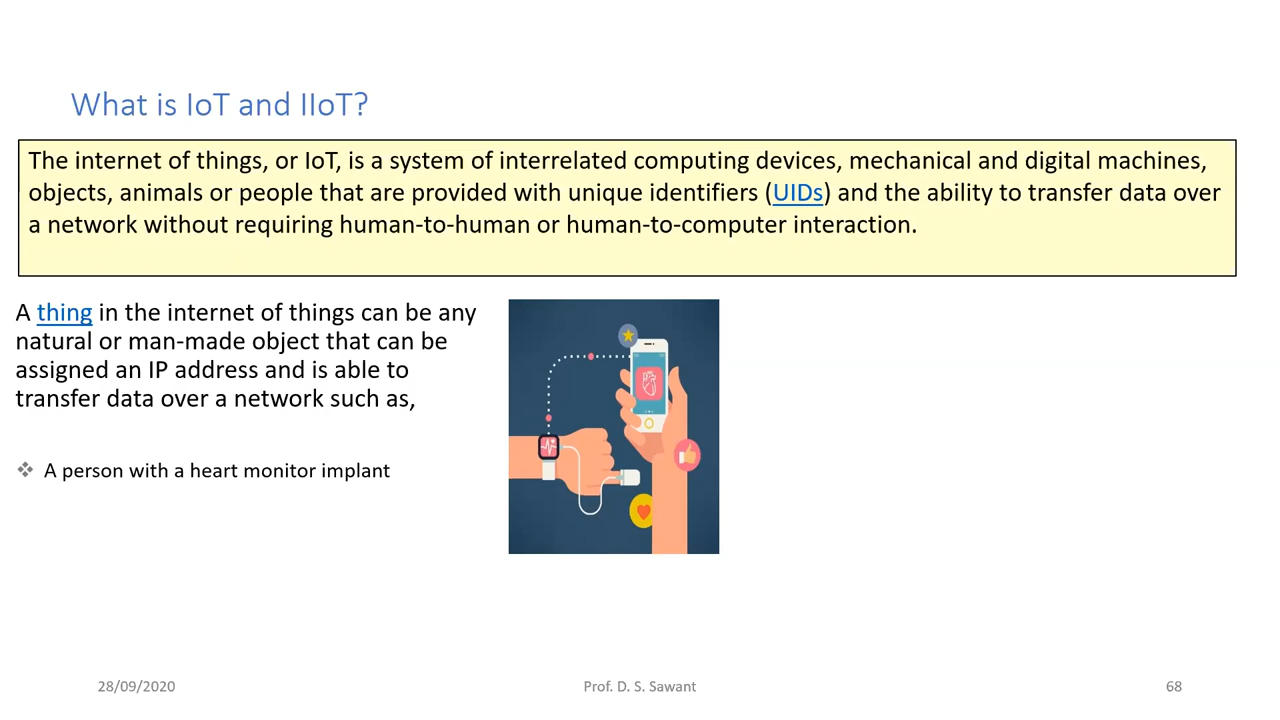 What is IoT and IIoT?
The internet of things, or IoT, is a system of interrelated computing devices, mechanical and digital machines,
objects, animals or people that are provided with unique identifiers (UIDs) and the ability to transfer data over
a network without requiring human-to-human or human-to-computer interaction.
A thing in the internet of things can be any
natural or man-made object that can be
assigned an IP address and is able to
transfer data over a network such as,
❖ A person with a heart monitor implant
28/09/2020
Prof. D. S. Sawant
68